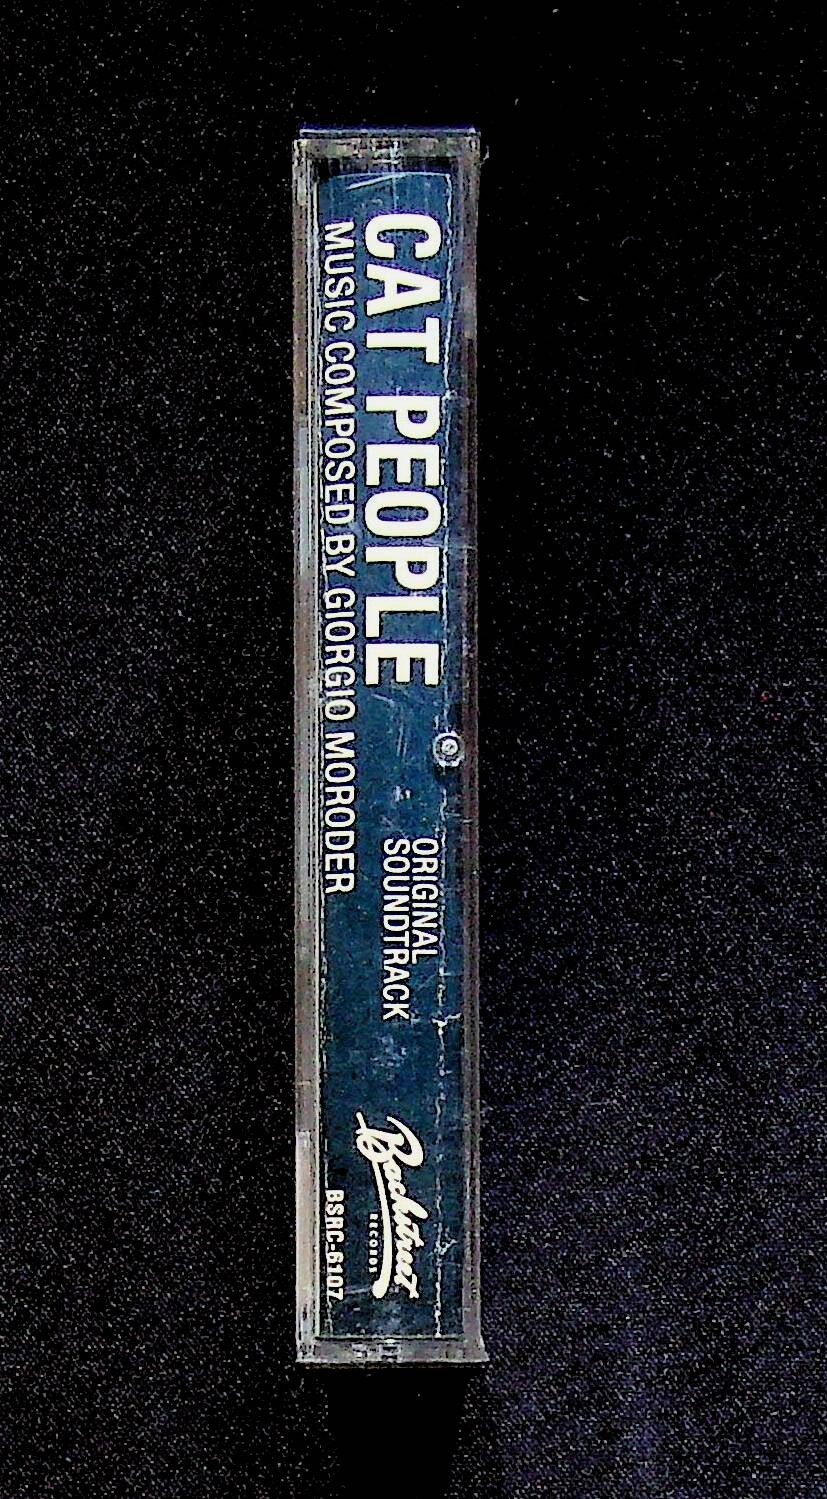 CAT PEOPLE
MUSIC COMPOSED BY GIORGIO MORODER
ORIGINAL
SOUNDTRACK
Backstreet
RECORDS
BSRC-6107